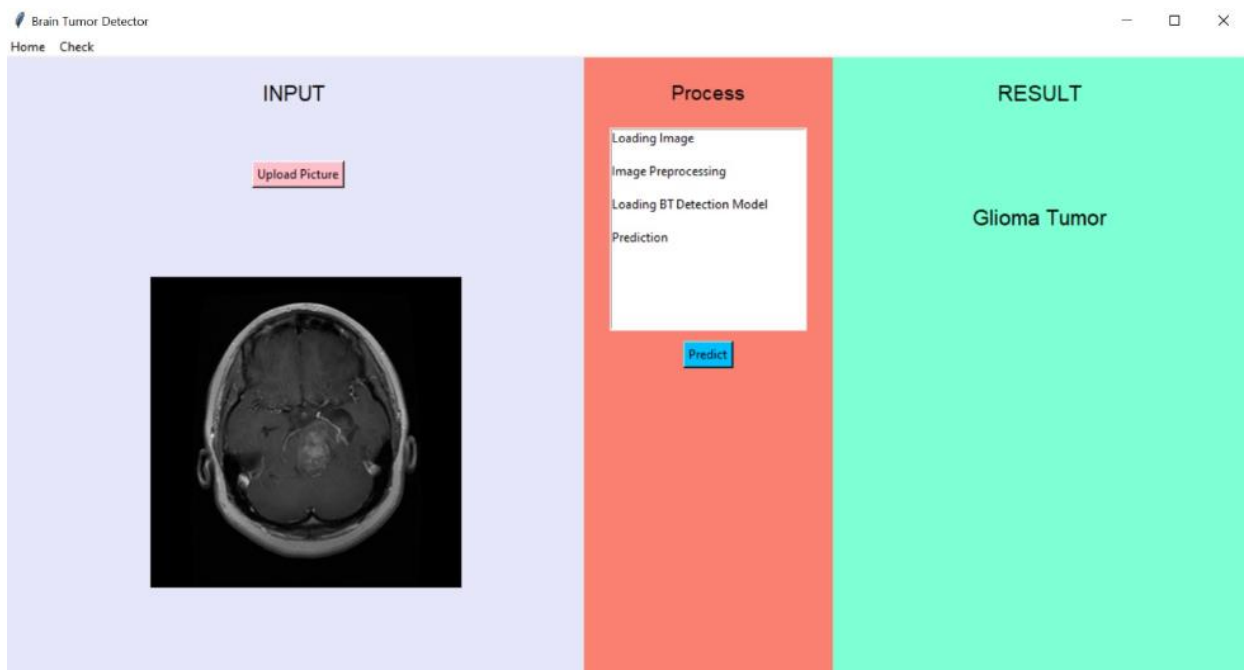 Brain Tumor Detector
Home Check
INPUT
Upload Picture
Process
Loading Image
Image Preprocessing
Loading BT Detection Model
Prediction
Predict
RESULT
Glioma Tumor